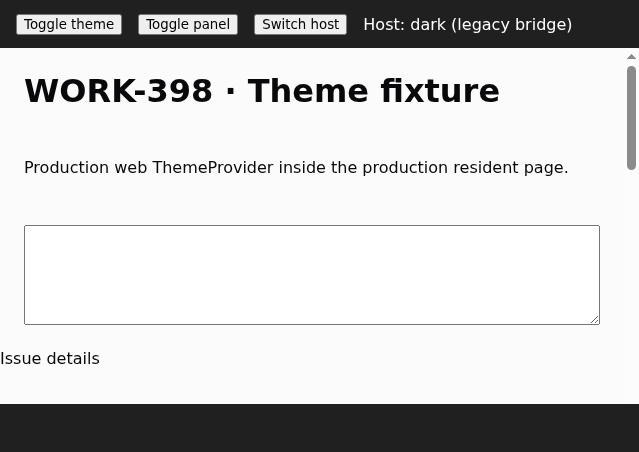 Toggle theme Toggle panel Switch host Host: dark (legacy bridge)
WORK-398 · Theme fixture
Production web ThemeProvider inside the production resident page.
Issue details